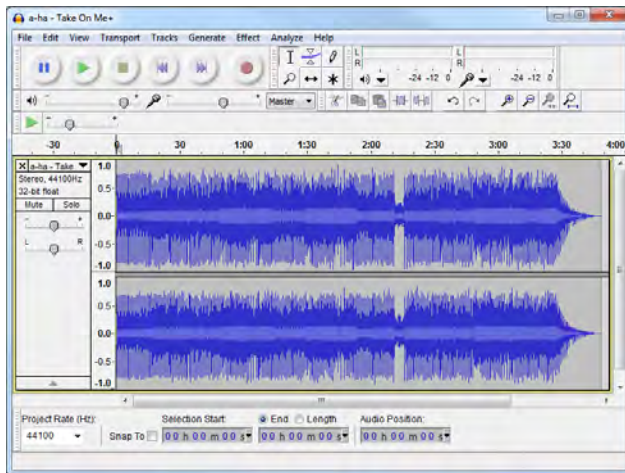 a-ha - Take On Me+
File Edit View Transport Tracks Generate Effect Analyze Help
L
R
L
R
-24 -12 0
-24 -12 0
Master
-30 0 30 1:00 1:30 2:00 2:30 3:00 3:30 4:00
X a-ha - Take
Stereo, 44100Hz
32-bit float
Mute Solo
- +
L R
1.0
0.5
0.0
-0.5
-1.0
1.0
0.5
0.0
-0.5
-1.0
Project Rate (Hz): Selection Start: End Length Audio Position:
44100 Snap To 00 h 00 m 00 s 00 h 00 m 00 s 00 h 00 m 00 s